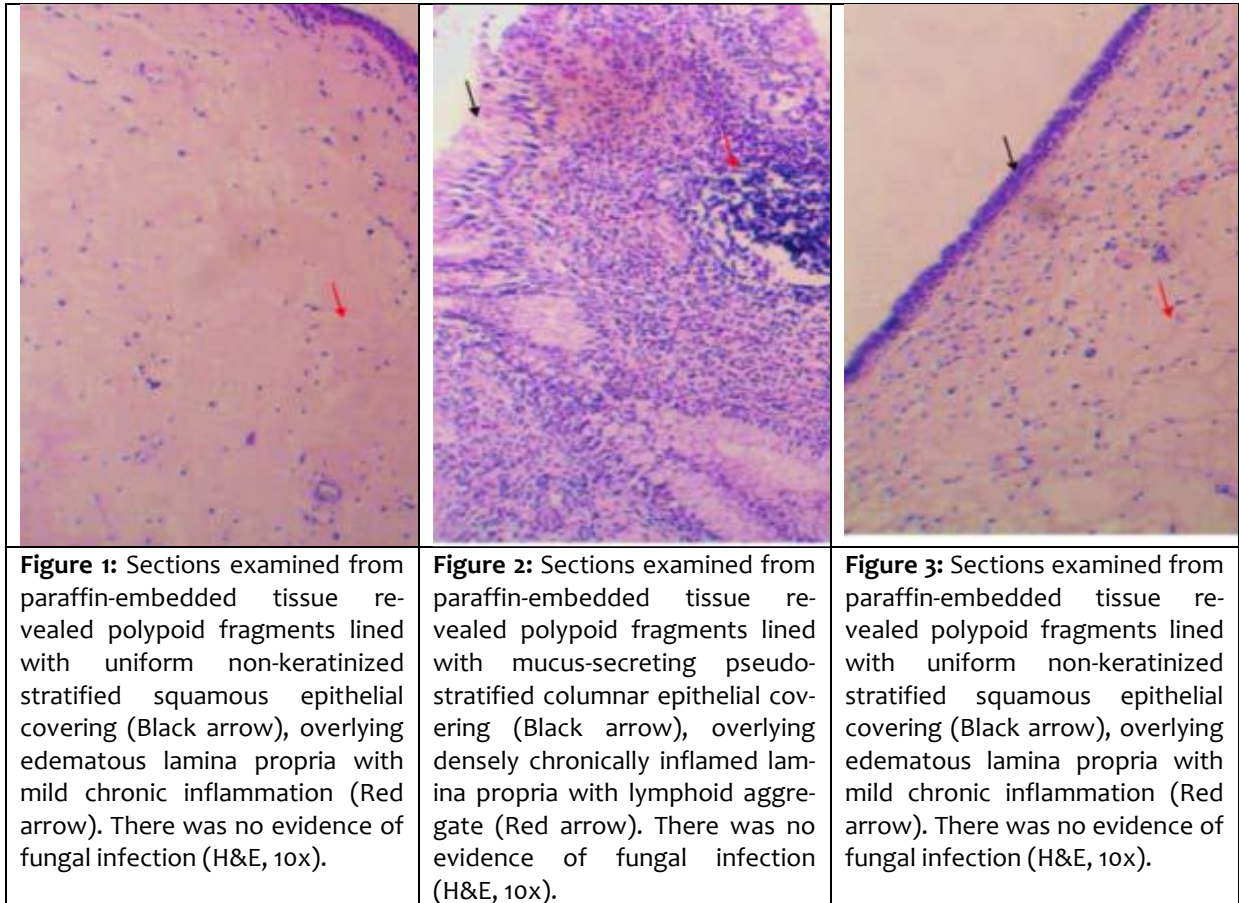 Figure 1: Sections examined from
paraffin-embedded tissue re-
vealed polypoid fragments lined
with uniform non-keratinized
stratified squamous epithelial
covering (Black arrow), overlying
edematous lamina propria with
mild chronic inflammation (Red
arrow). There was no evidence of
fungal infection (H&E, 10x).
Figure 2: Sections examined from
paraffin-embedded tissue re-
vealed polypoid fragments lined
with mucus-secreting pseudo-
stratified columnar epithelial cov-
ering (Black arrow), overlying
densely chronically inflamed lam-
ina propria with lymphoid aggre-
gate (Red arrow). There was no
evidence of fungal infection
(H&E, 10x).
Figure 3: Sections examined from
paraffin-embedded tissue re-
vealed polypoid fragments lined
with uniform non-keratinized
stratified squamous epithelial
covering (Black arrow), overlying
edematous lamina propria with
mild chronic inflammation (Red
arrow). There was no evidence of
fungal infection (H&E, 10x).